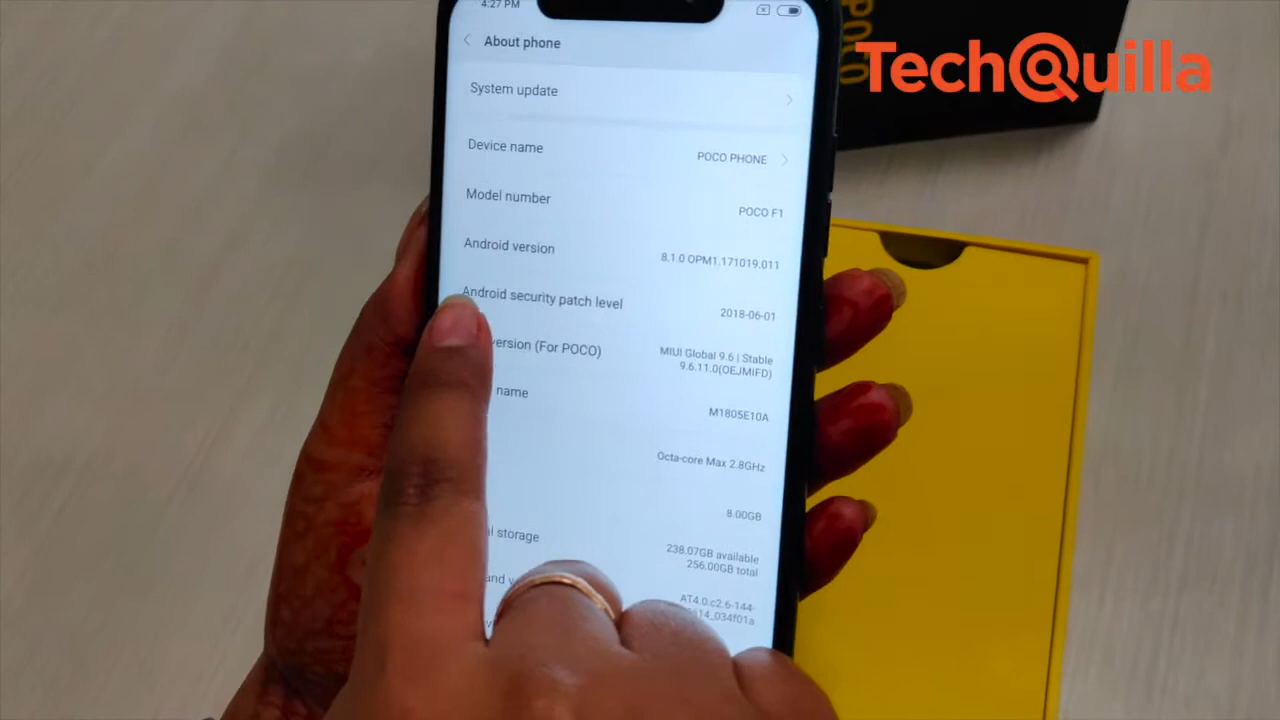 4:27 PM
POCO
TechQuilla
About phone
System update
Device name
POCO PHONE
Model number
POCO F1
Android version
8.1.0 OPM1.171019.011
Android security patch level
2018-06-01
version (For POCO)
MIUI Global 9.6 | Stable
9.6.11.0(OEJMIFD)
name
M1805E10A
Octa-core Max 2.8GHz
8.00GB
storage
238.07GB available
256.00GB total
AT4.0.c2.6-144-